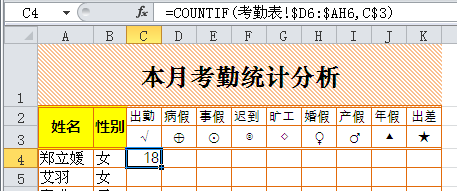 C4 fx =COUNTIF(考勤表!$D6:$AH6,C$3)
A B C D E F G H I J K
1 本月考勤统计分析
2 姓名 性别 出勤 病假 事假 迟到 旷工 婚假 产假 年假 出差
3 √ ⊕ ⊙ ◎ ◇ ♀ ♂ ▲ ★
4 郑立媛 女 18
5 艾羽 女